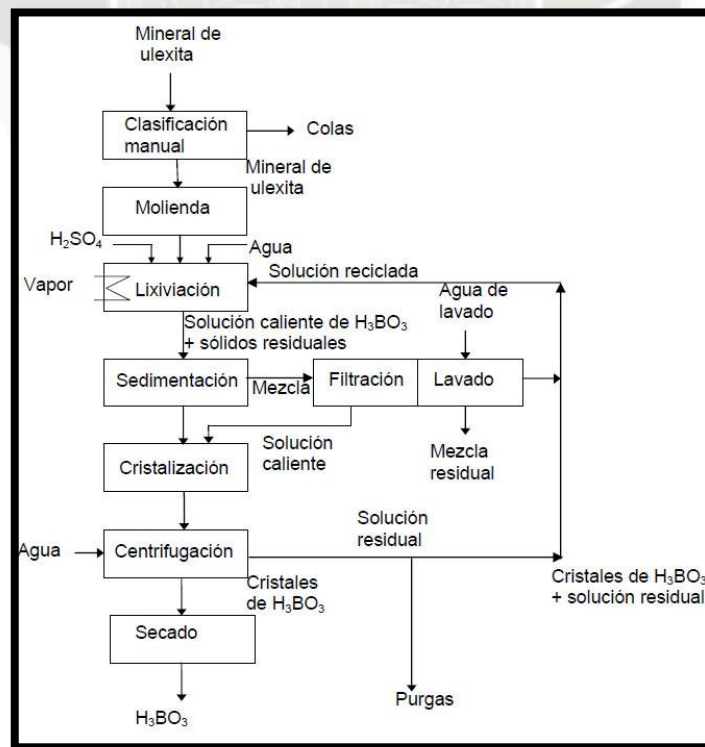 Mineral de
ulexita
Clasificación
manual
Colas
Mineral de
ulexita
Molienda
H₂SO₄
Agua
Solución reciclada
Vapor
Lixiviación
Agua de
lavado
Solución caliente de H₃BO₃
+ sólidos residuales
Sedimentación
Mezcla
Filtración
Lavado
Solución
caliente
Mezcla
residual
Cristalización
Solución
residual
Agua
Centrifugación
Cristales
de H₃BO₃
Cristales de H₃BO₃
+ solución residual
Secado
Purgas
H₃BO₃